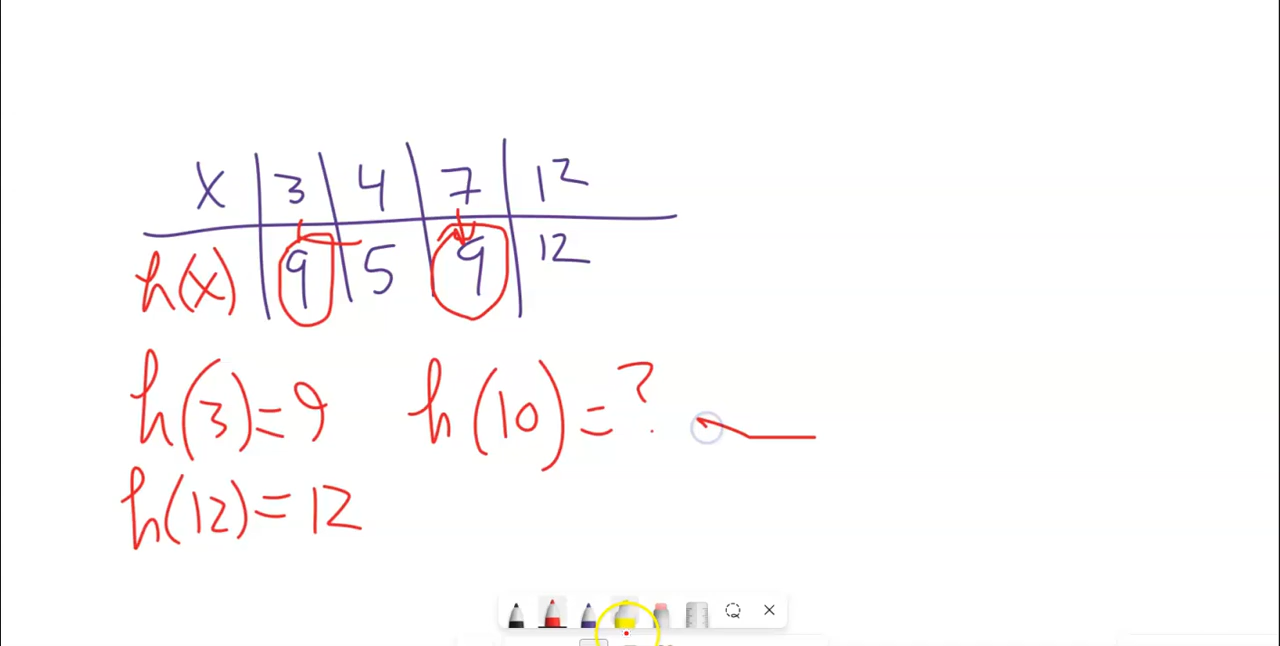 x 3 4 7 12
h(x) 9 5 9 12
h(3)=9 h(10)=?
h(12)=12